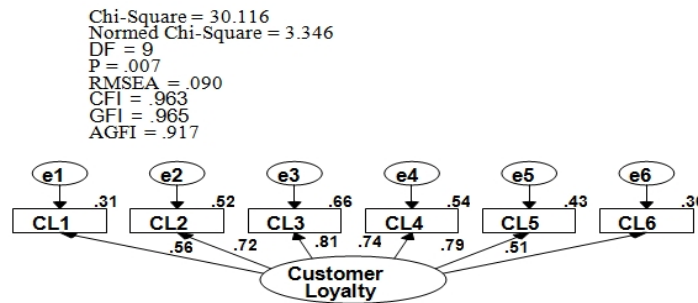 Chi-Square = 30.116
Normed Chi-Square = 3.346
DF = 9
P = .007
RMSEA = .090
CFI = .963
GFI = .965
AGFI = .917
e1 e2 e3 e4 e5 e6
.31 .52 .66 .54 .43
CL1 CL2 CL3 CL4 CL5 CL6
.56 .72 .81 .74 .79 .51
Customer
Loyalty